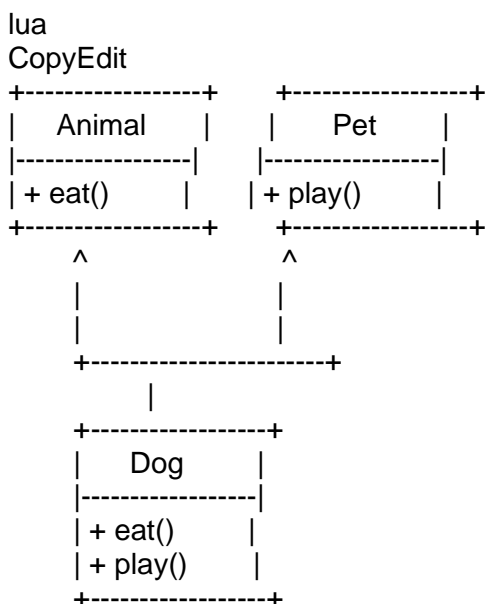 lua
CopyEdit
+------------------+ +------------------+
| Animal | | Pet |
|------------------| |------------------|
| + eat() | | + play() |
+------------------+ +------------------+
^ ^
| |
| |
+------------------------+
|
+------------------+
| Dog |
|------------------|
| + eat() |
| + play() |
+------------------+